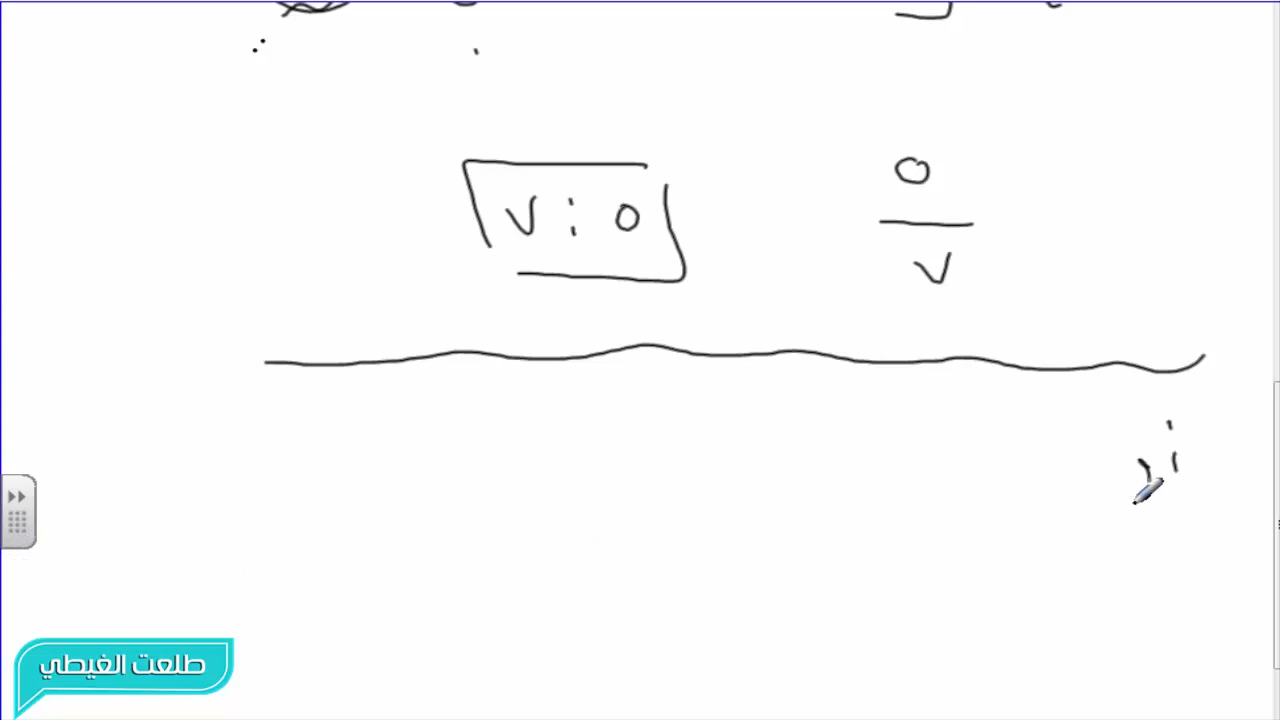 ٥
٧ : ٥
٧
طلعت الغيطي